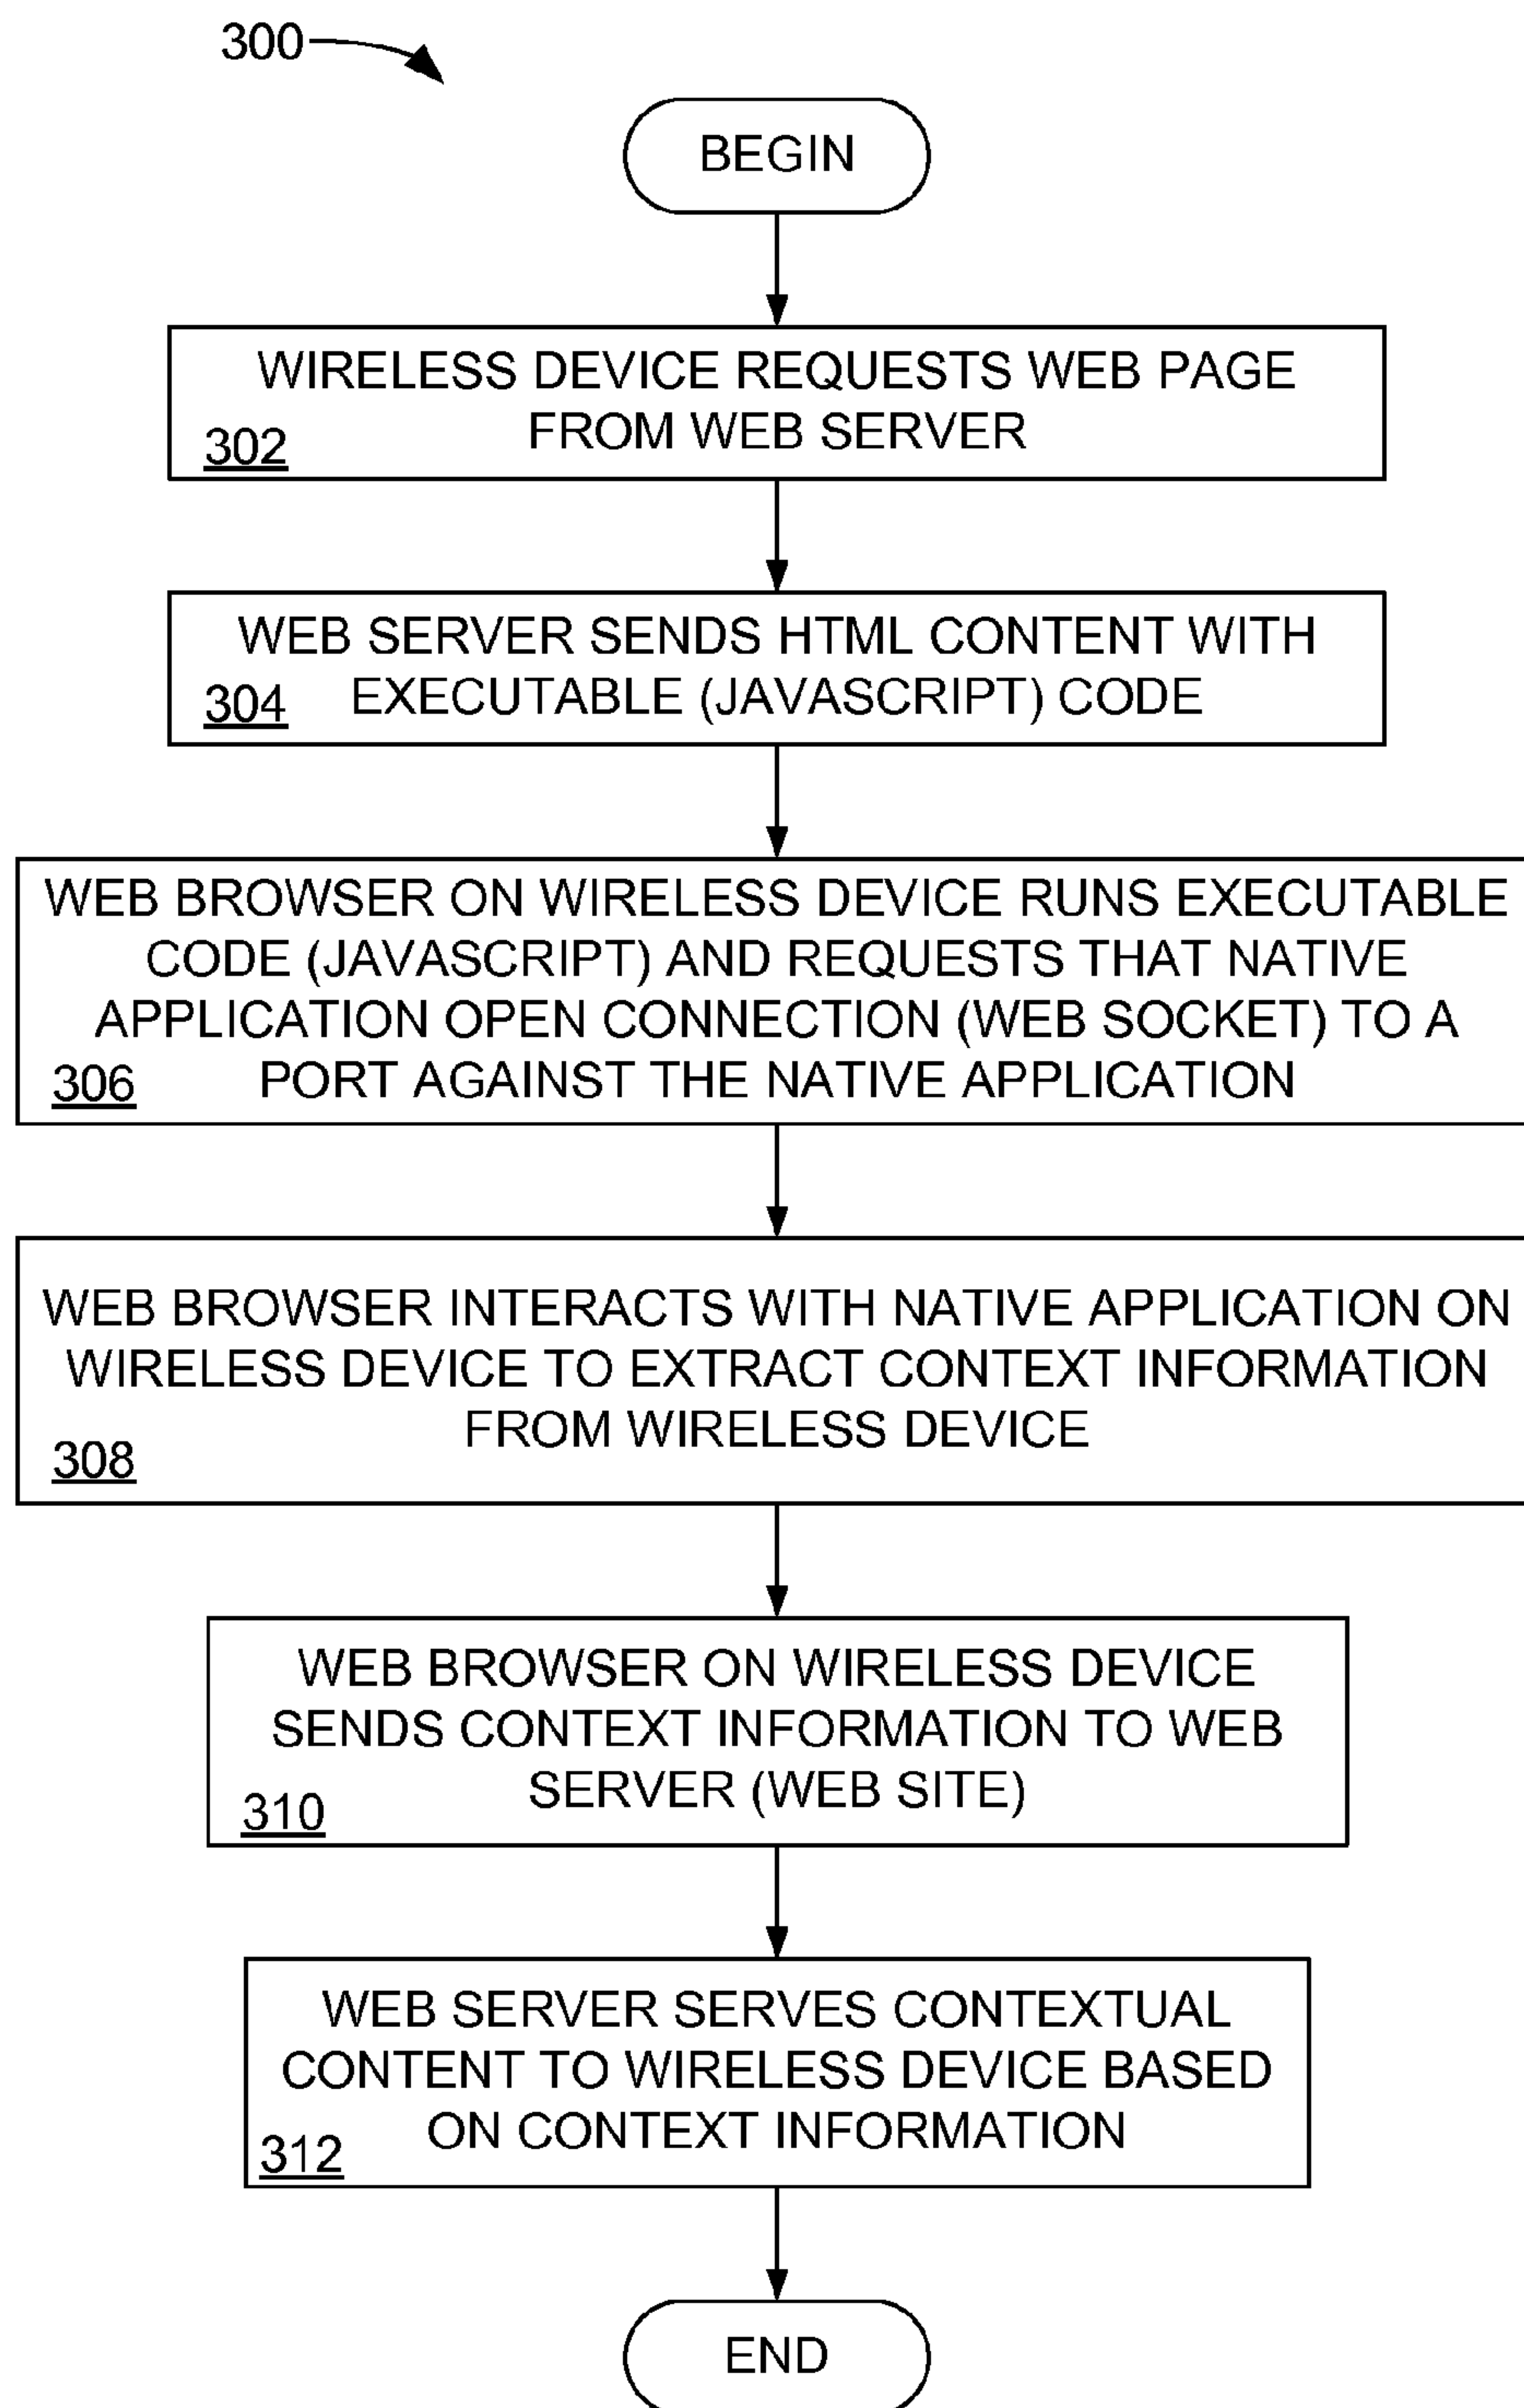 300
BEGIN
WIRELESS DEVICE REQUESTS WEB PAGE
FROM WEB SERVER
302
WEB SERVER SENDS HTML CONTENT WITH
EXECUTABLE (JAVASCRIPT) CODE
304
WEB BROWSER ON WIRELESS DEVICE RUNS EXECUTABLE
CODE (JAVASCRIPT) AND REQUESTS THAT NATIVE
APPLICATION OPEN CONNECTION (WEB SOCKET) TO A
PORT AGAINST THE NATIVE APPLICATION
306
WEB BROWSER INTERACTS WITH NATIVE APPLICATION ON
WIRELESS DEVICE TO EXTRACT CONTEXT INFORMATION
FROM WIRELESS DEVICE
308
WEB BROWSER ON WIRELESS DEVICE
SENDS CONTEXT INFORMATION TO WEB
SERVER (WEB SITE)
310
WEB SERVER SERVES CONTEXTUAL
CONTENT TO WIRELESS DEVICE BASED
ON CONTEXT INFORMATION
312
END